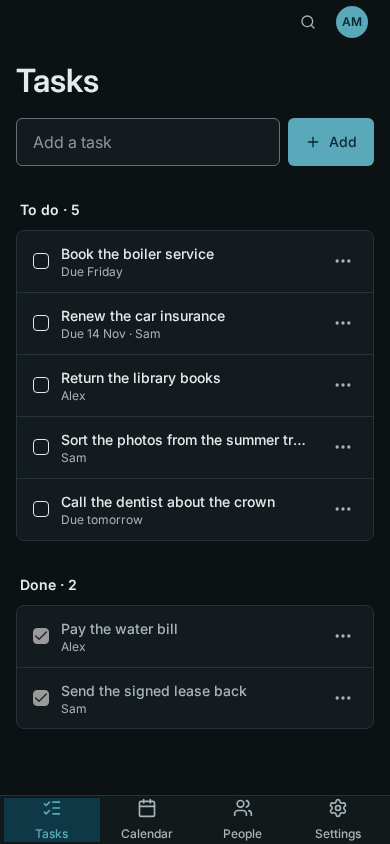 AM
Tasks
Add a task
Add
To do · 5
Book the boiler service
Due Friday
Renew the car insurance
Due 14 Nov · Sam
Return the library books
Alex
Sort the photos from the summer tr...
Sam
Call the dentist about the crown
Due tomorrow
Done · 2
Pay the water bill
Alex
Send the signed lease back
Sam
Tasks Calendar People Settings